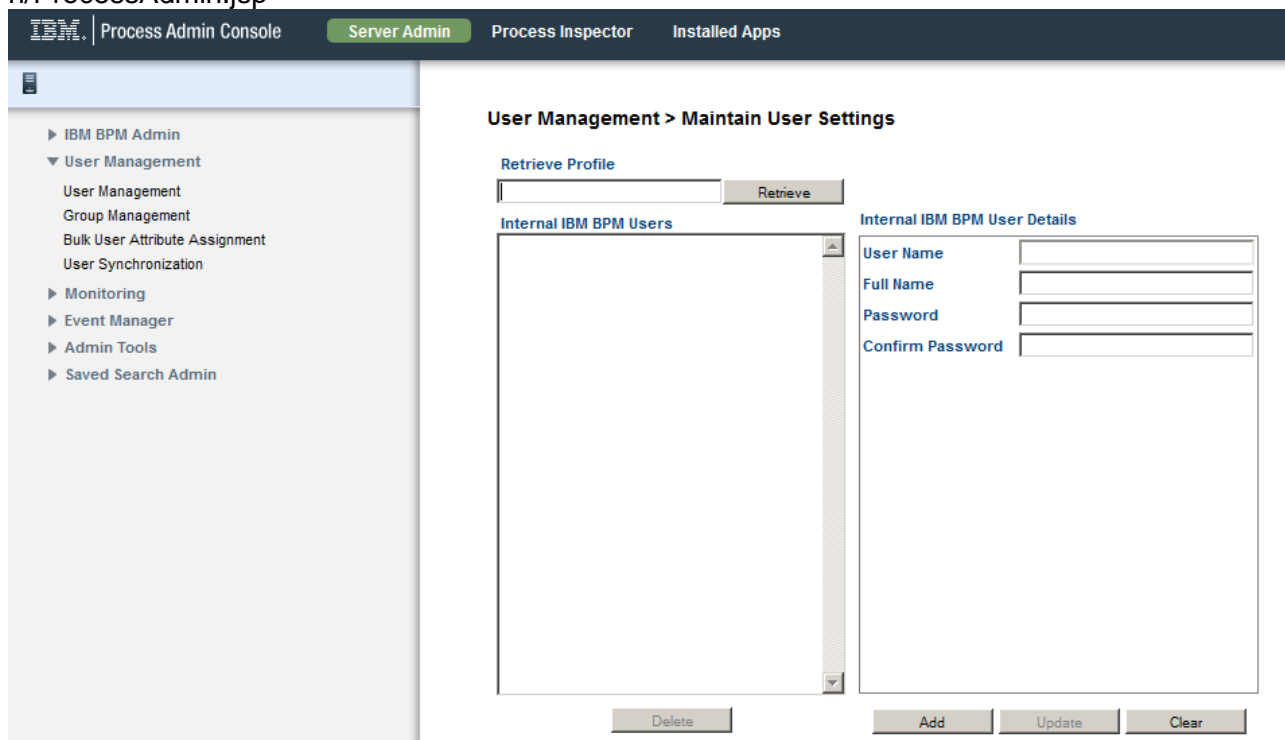 n/ProcessAdmin.jsp
IBM. Process Admin Console Server Admin Process Inspector Installed Apps
IBM BPM Admin
User Management
User Management
Group Management
Bulk User Attribute Assignment
User Synchronization
Monitoring
Event Manager
Admin Tools
Saved Search Admin
User Management > Maintain User Settings
Retrieve Profile
Retrieve
Internal IBM BPM Users
Delete
Internal IBM BPM User Details
User Name
Full Name
Password
Confirm Password
Add Update Clear